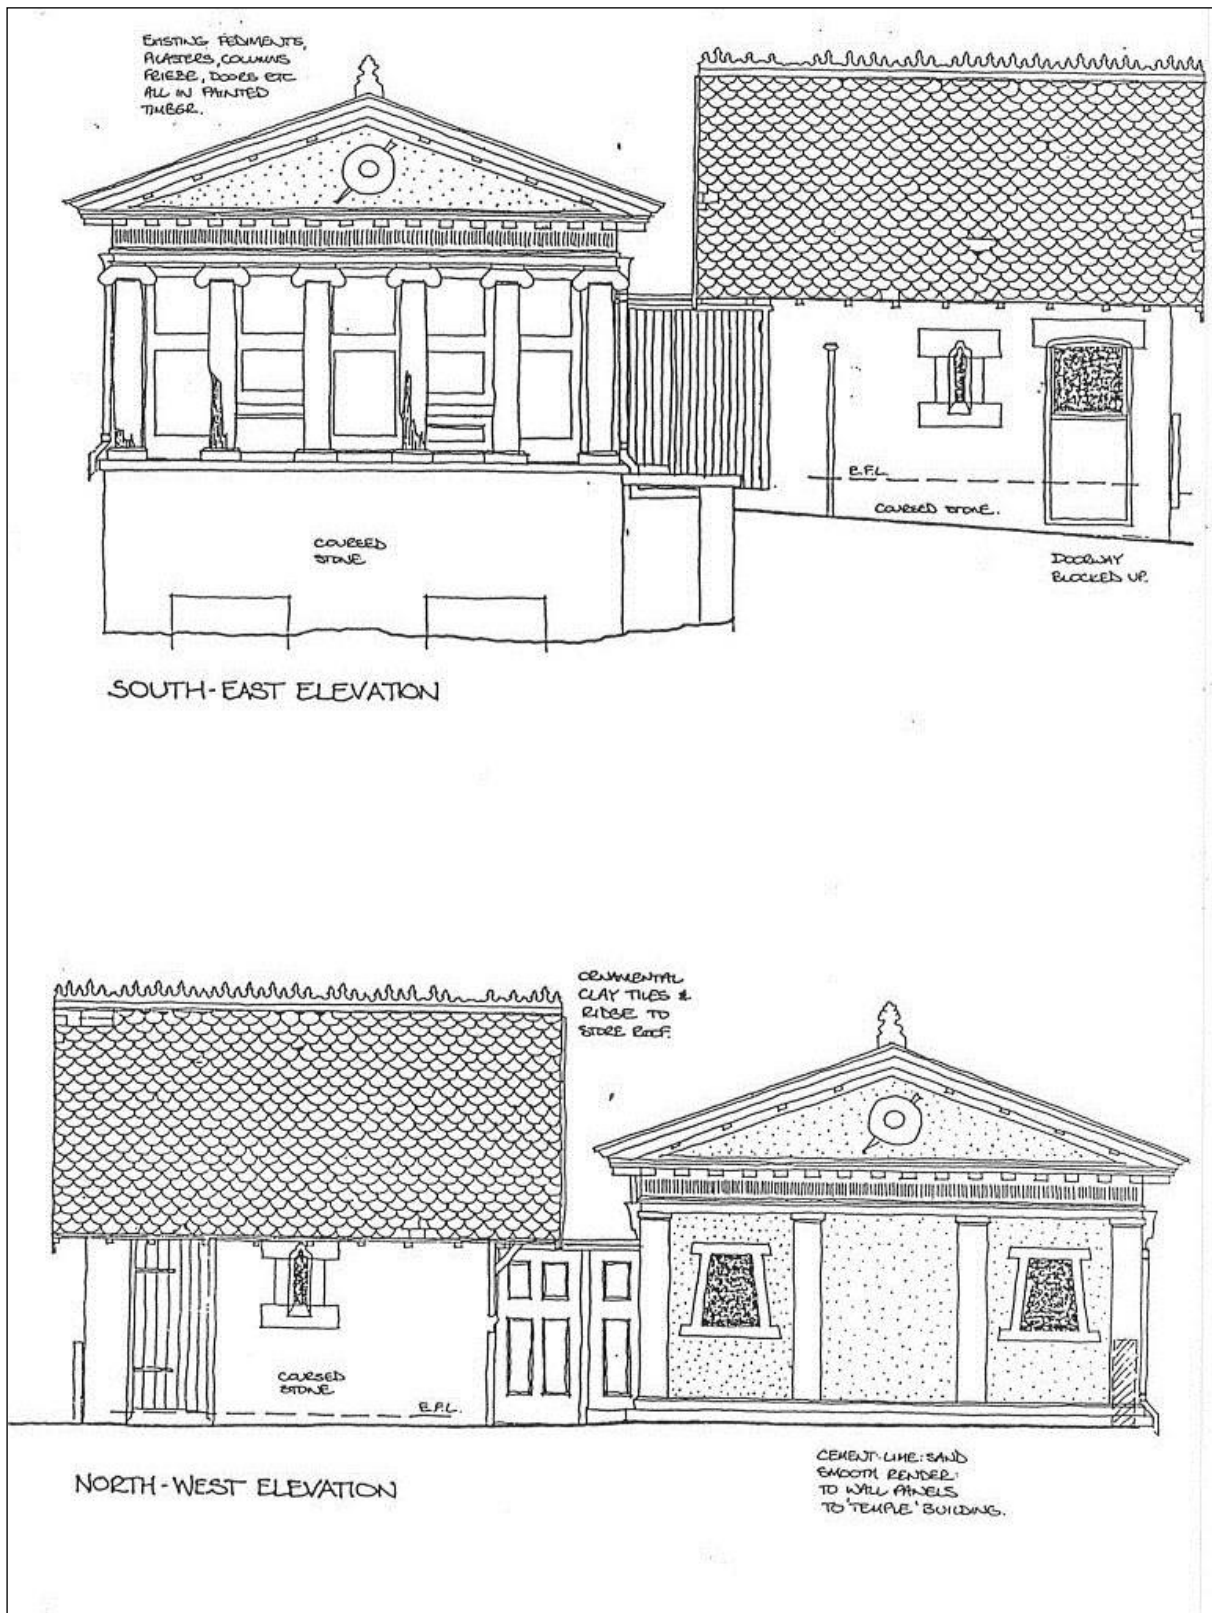 EXISTING PEDIMENTS,
PILASTERS, COLUMNS
FRIEZE, DOORS ETC
ALL IN PAINTED
TIMBER.
E.F.L.
COURSED STONE.
COURSED
STONE
DOORWAY
BLOCKED UP.
SOUTH-EAST ELEVATION
ORNAMENTAL
CLAY TILES &
RIDGE TO
STORE ROOF.
COURSED
STONE
E.F.L.
NORTH-WEST ELEVATION
CEMENT:LIME:SAND
SMOOTH RENDER
TO WALL PANELS
TO 'TEMPLE' BUILDING.